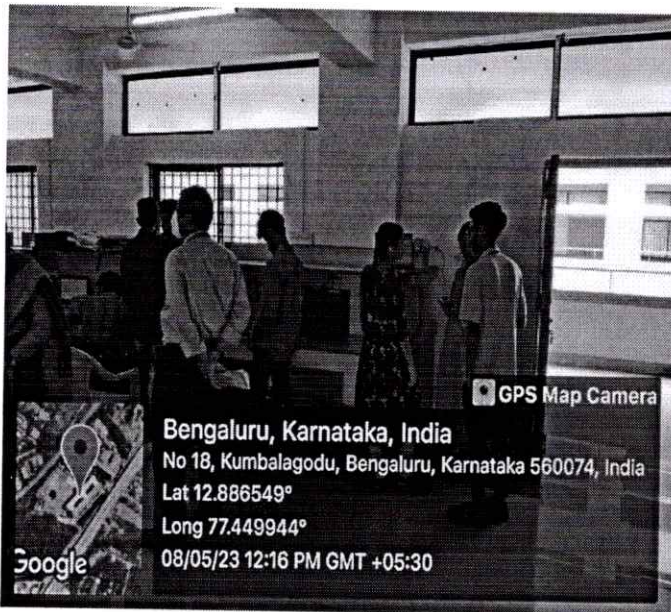 GPS Map Camera
Bengaluru, Karnataka, India
No 18, Kumbalagodu, Bengaluru, Karnataka 560074, India
Lat 12.886549°
Long 77.449944°
08/05/23 12:16 PM GMT +05:30
Google